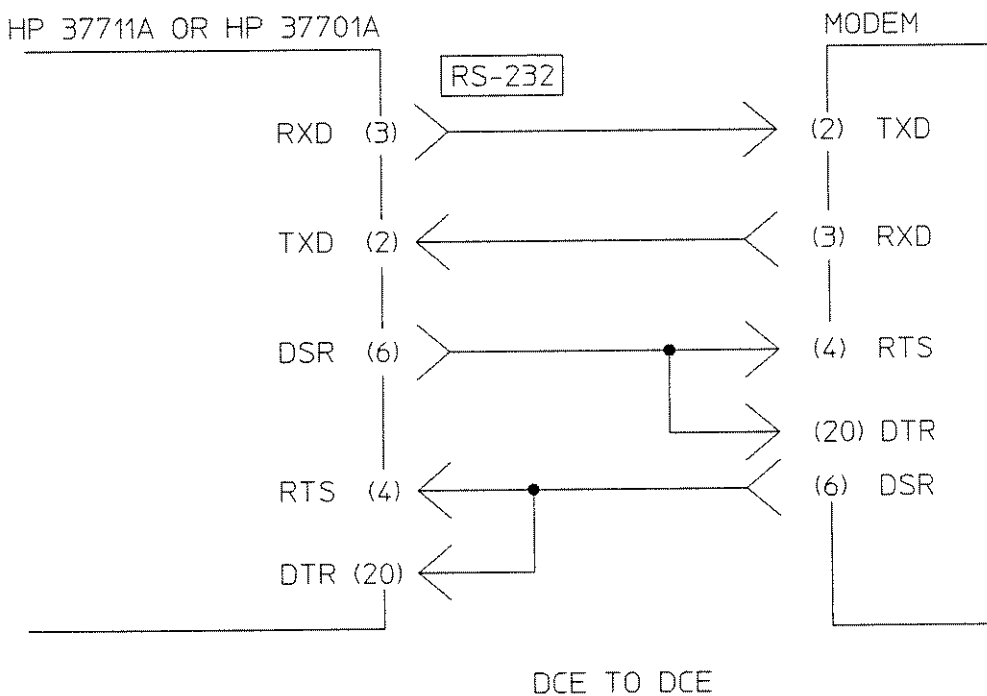 HP 37711A OR HP 37701A
MODEM
RS-232
RXD (3)
(2) TXD
TXD (2)
(3) RXD
DSR (6)
(4) RTS
(20) DTR
RTS (4)
(6) DSR
DTR (20)
DCE TO DCE